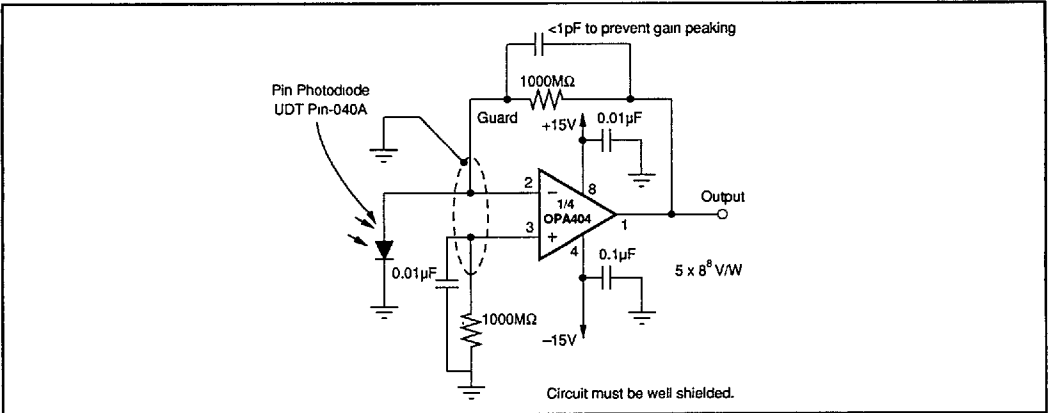 <1pF to prevent gain peaking
1000MΩ
Pin Photodiode
UDT Pin-040A
Guard
+15V
0.01µF
2
–
8
1/4
OPA404
Output
1
3
+
4
0.01µF
0.1µF
5 x 8⁸ V/W
1000MΩ
–15V
Circuit must be well shielded.